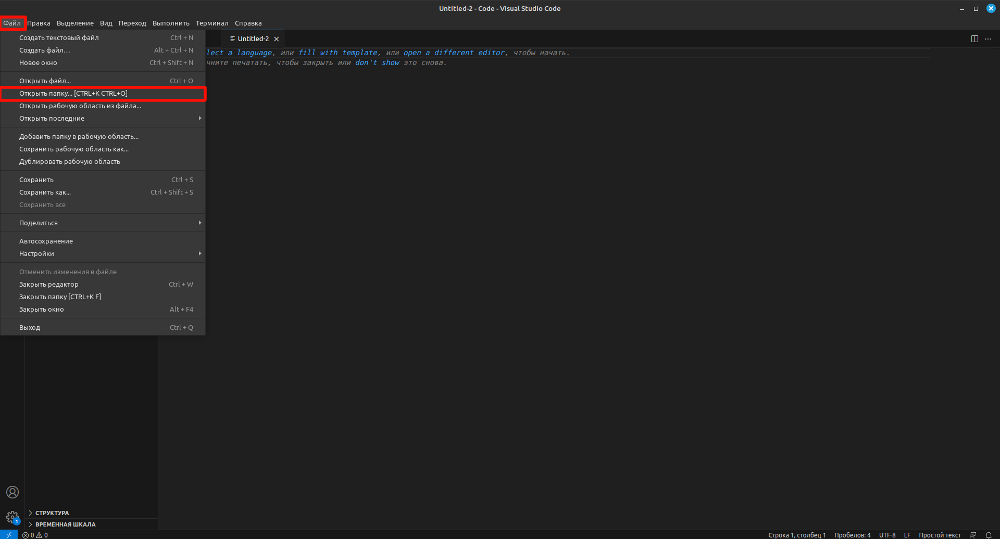 Untitled-2 - Code - Visual Studio Code
Файл Правка Выделение Вид Переход Выполнить Терминал Справка
Untitled-2
Создать текстовый файл Ctrl + N
Создать файл... Alt + Ctrl + N
Новое окно Ctrl + Shift + N
Открыть файл... Ctrl + O
Открыть папку... [CTRL+K CTRL+O]
Открыть рабочую область из файла...
Открыть последние
Добавить папку в рабочую область...
Сохранить рабочую область как...
Дублировать рабочую область
Сохранить Ctrl + S
Сохранить как... Ctrl + Shift + S
Сохранить все
Поделиться
Автосохранение
Настройки
Отменить изменения в файле
Закрыть редактор Ctrl + W
Закрыть папку [CTRL+K F]
Закрыть окно Alt + F4
Выход Ctrl + Q
lect a language, или fill with template, или open a different editor, чтобы начать.
чните печатать, чтобы закрыть или don't show это снова.
СТРУКТУРА
1
ВРЕМЕННАЯ ШКАЛА
0 0 Строка 1, столбец 1 Пробелов: 4 UTF-8 LF Простой текст